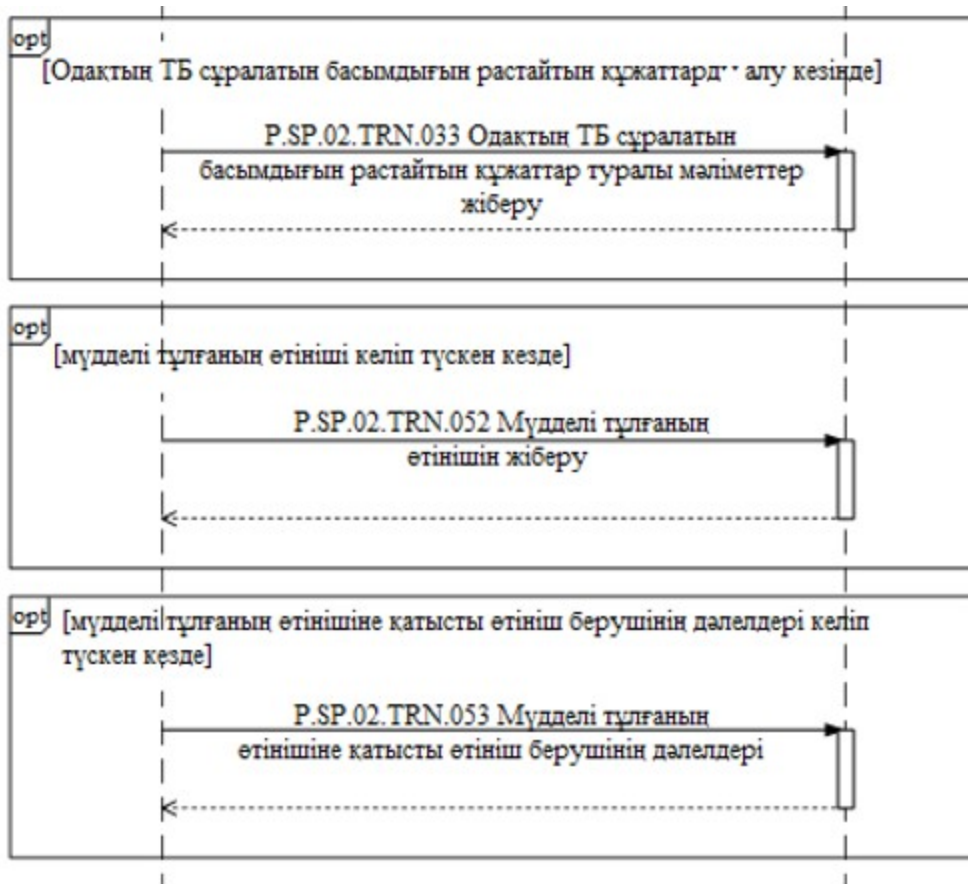 opt
[Одақтың ТБ сұралатын басымдығын растайтын алу кезінде]
P.SP.02.TRN.033 Одақтың ТБ сұралатын
басымдығын растайтын құжаттар туралы мәліметтер
жіберу
opt
[мүдделі тұлғаның өтініші келіп түскен кезде]
P.SP.02.TRN.052 Мүдделі тұлғаның
өтінішін жіберу
opt
[мүдделі тұлғаның өтінішіне қатысты өтініш берушінің дәлелдері келіп
түскен кезде]
P.SP.02.TRN.053 Мүдделі тұлғаның
өтінішіне қатысты өтініш берушінің дәлелдері